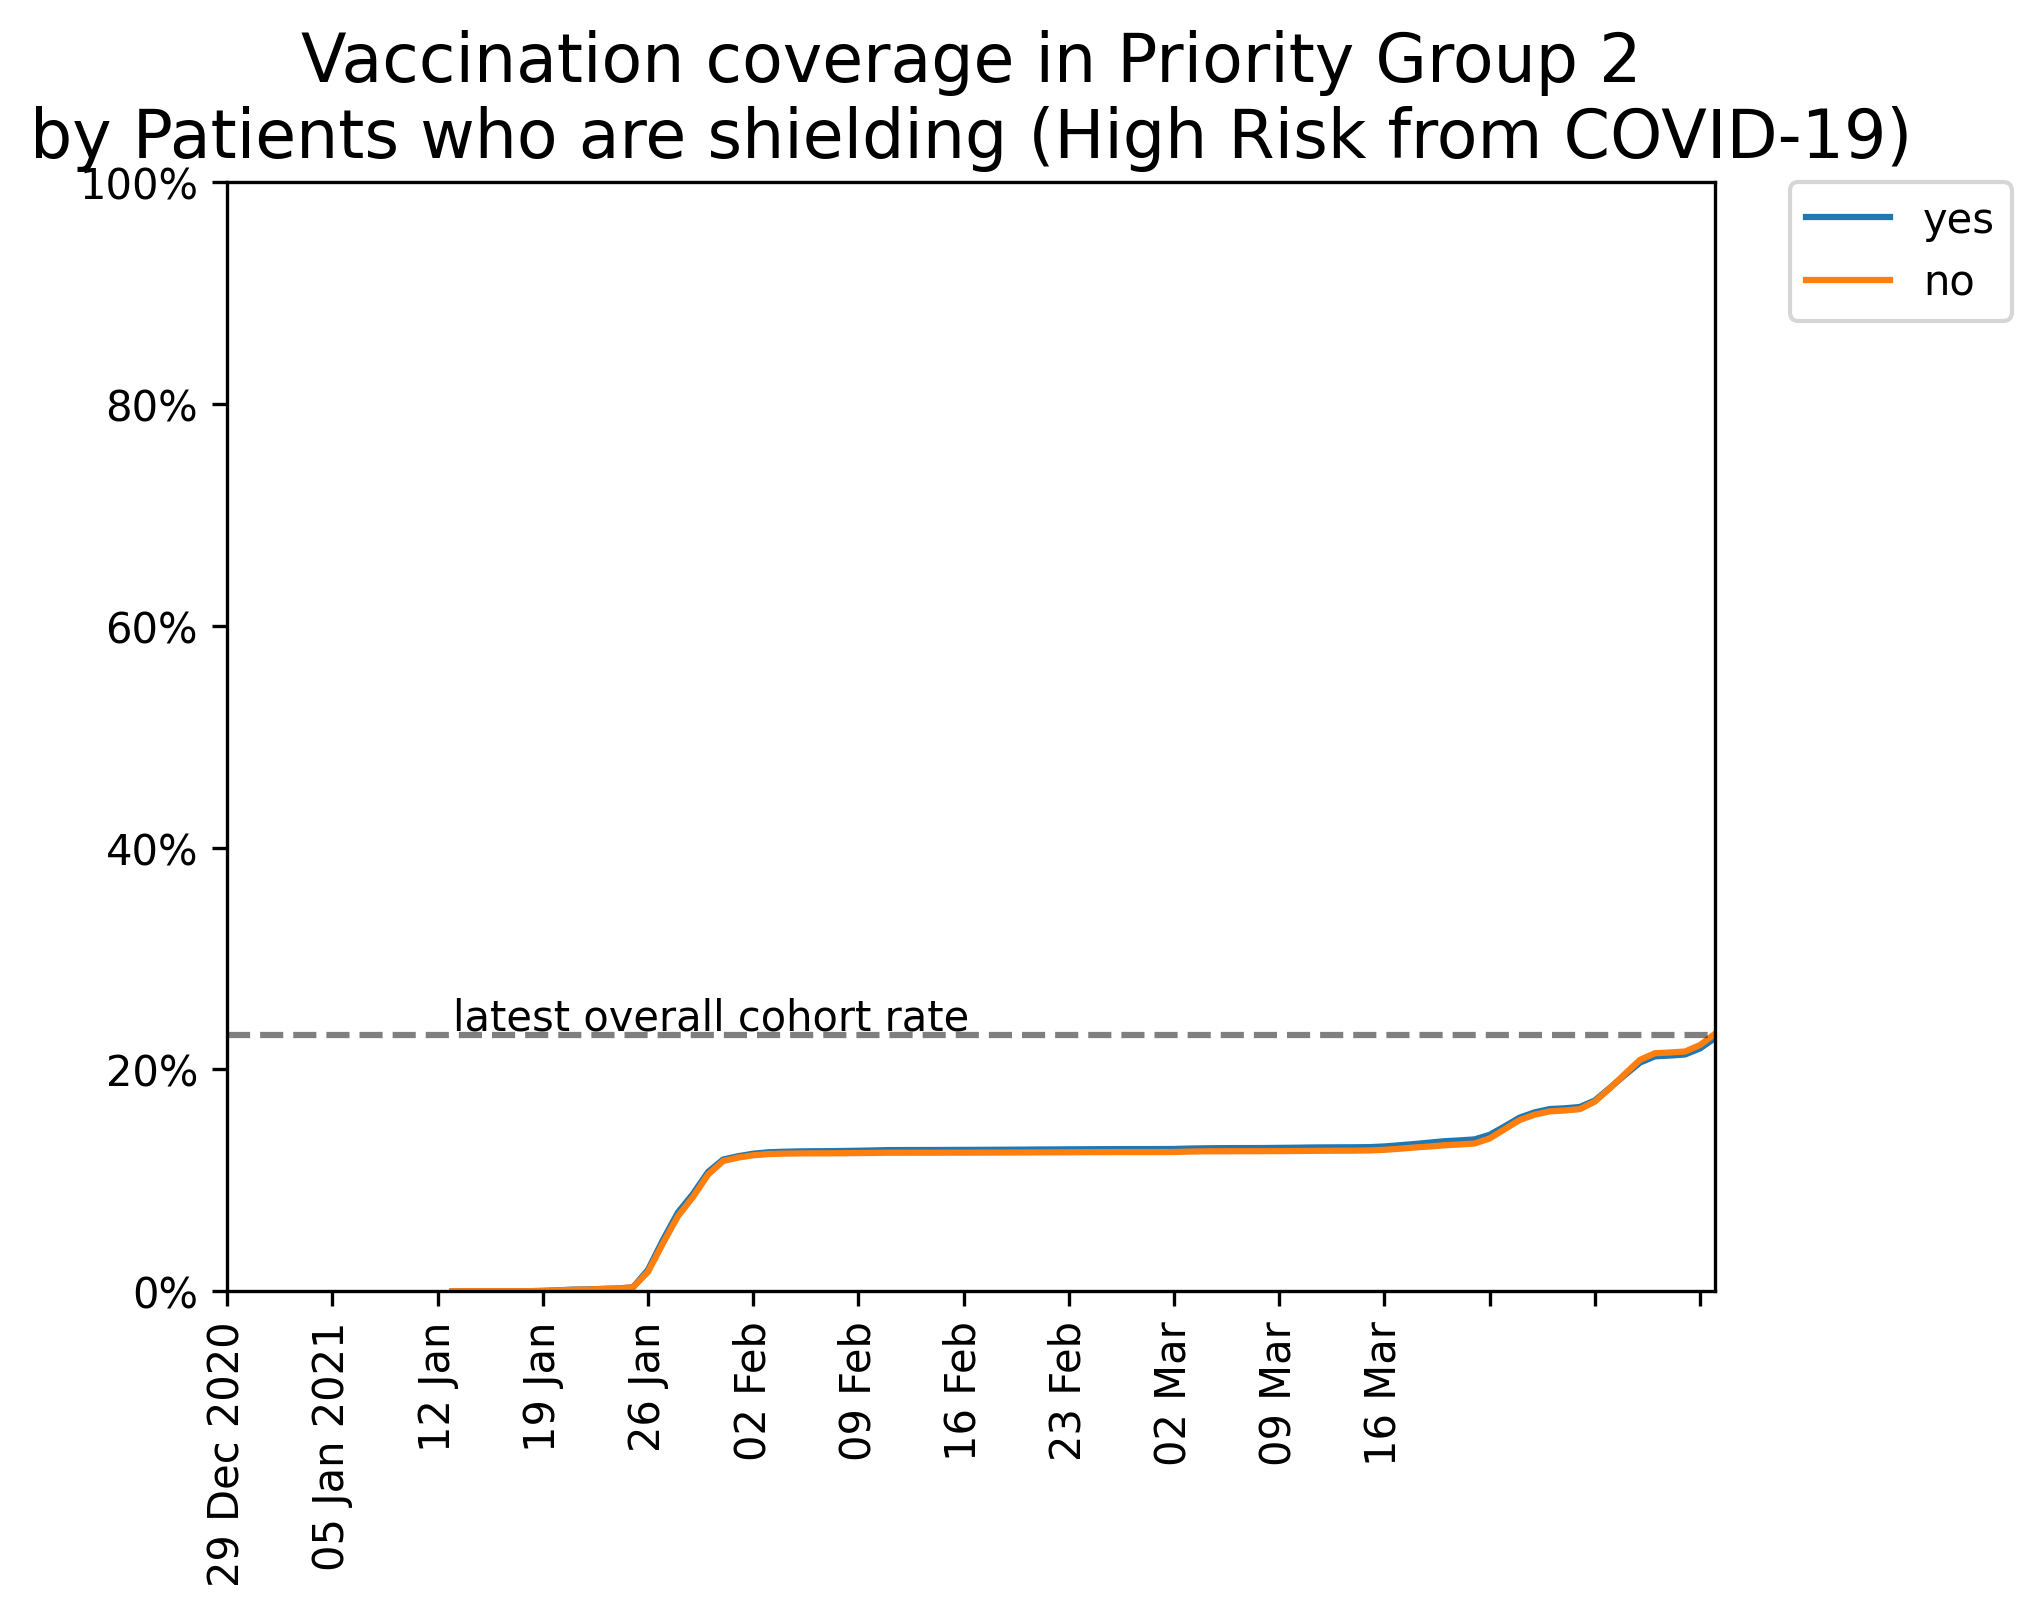 Vaccination coverage in Priority Group 2
by Patients who are shielding (High Risk from COVID-19)
100%
80%
60%
40%
20%
0%
yes
no
latest overall cohort rate
29 Dec 2020
05 Jan 2021
12 Jan
19 Jan
26 Jan
02 Feb
09 Feb
16 Feb
23 Feb
02 Mar
09 Mar
16 Mar